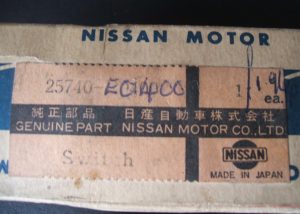 NISSAN MOTOR
25740-EC400 1
ea.
純正部品 日産自動車株式会社
GENUINE PART NISSAN MOTOR CO., LTD
Switch
NISSAN
MADE IN JAPAN